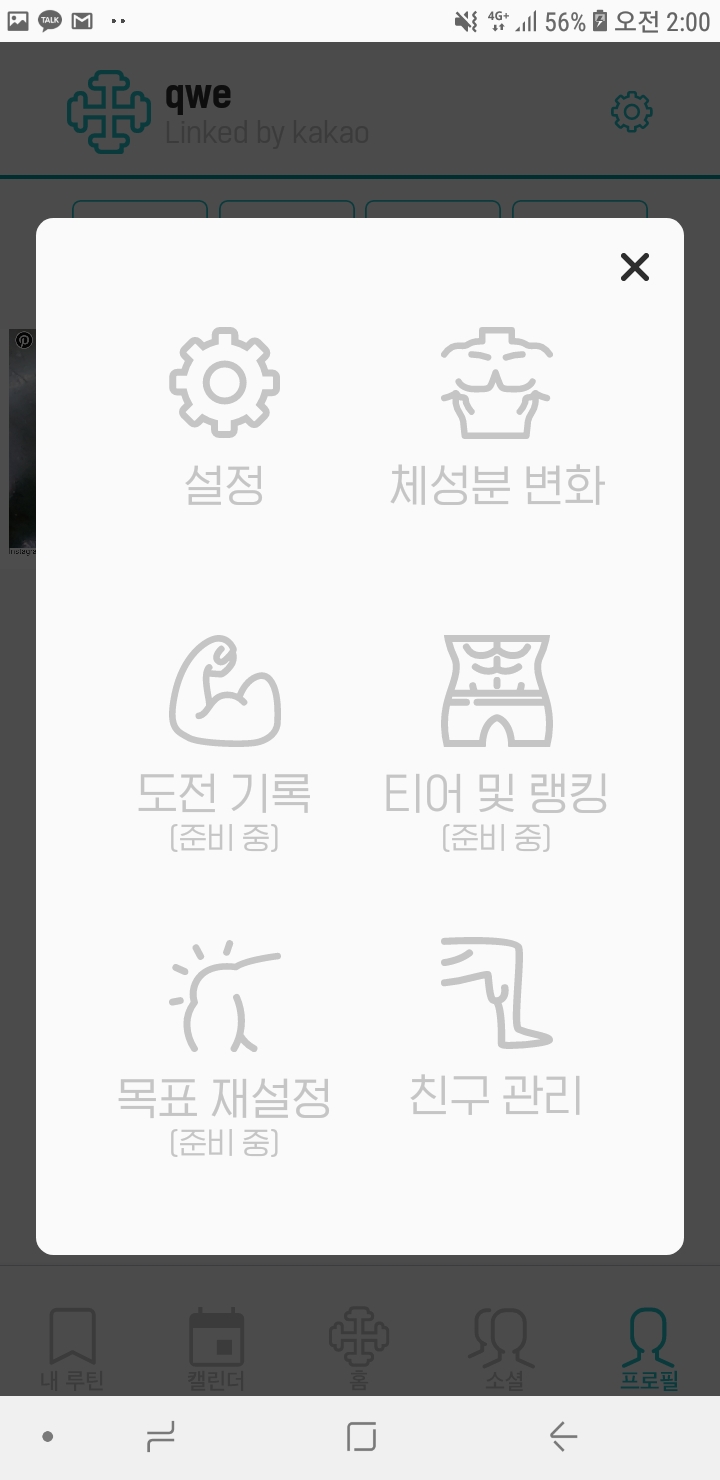 TALK
4G+ 56% 오전 2:00
qwe
Linked by kakao
설정
체성분 변화
도전 기록
(준비 중)
티어 및 랭킹
(준비 중)
목표 재설정
(준비 중)
친구 관리
내 루틴
캘린더
홈
소셜
프로필